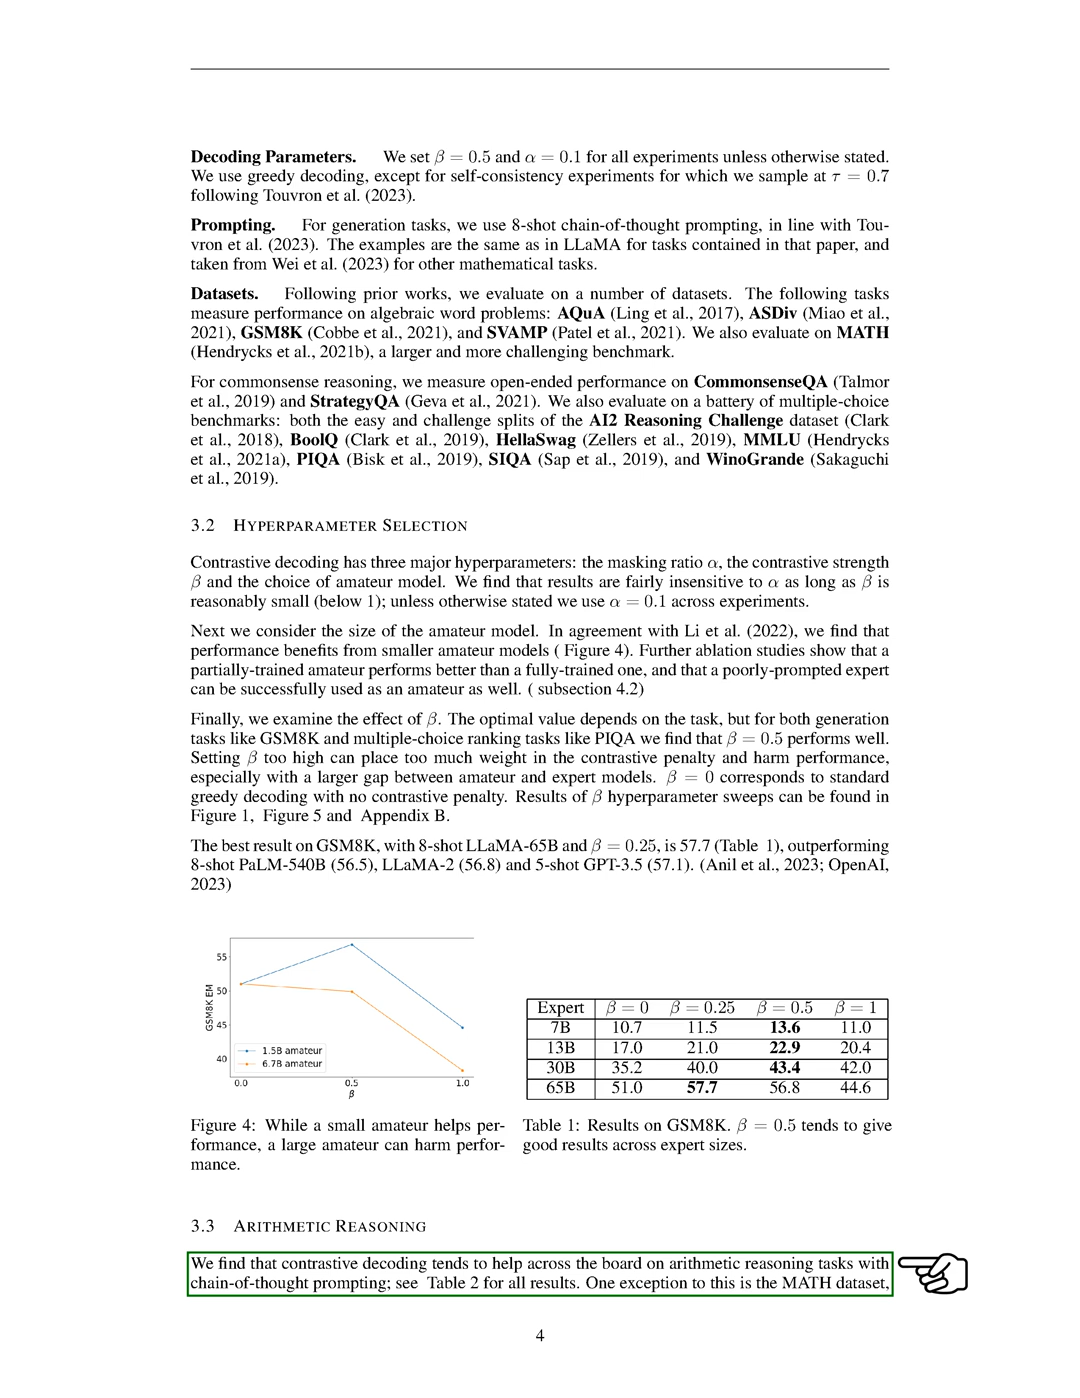 Decoding Parameters. We set β = 0.5 and α = 0.1 for all experiments unless otherwise stated.
We use greedy decoding, except for self-consistency experiments for which we sample at τ = 0.7
following Touvron et al. (2023).
Prompting. For generation tasks, we use 8-shot chain-of-thought prompting, in line with Tou-
vron et al. (2023). The examples are the same as in LLaMA for tasks contained in that paper, and
taken from Wei et al. (2023) for other mathematical tasks.
Datasets. Following prior works, we evaluate on a number of datasets. The following tasks
measure performance on algebraic word problems: AQuA (Ling et al., 2017), ASDiv (Miao et al.,
2021), GSM8K (Cobbe et al., 2021), and SVAMP (Patel et al., 2021). We also evaluate on MATH
(Hendrycks et al., 2021b), a larger and more challenging benchmark.
For commonsense reasoning, we measure open-ended performance on CommonsenseQA (Talmor
et al., 2019) and StrategyQA (Geva et al., 2021). We also evaluate on a battery of multiple-choice
benchmarks: both the easy and challenge splits of the AI2 Reasoning Challenge dataset (Clark
et al., 2018), BoolQ (Clark et al., 2019), HellaSwag (Zellers et al., 2019), MMLU (Hendrycks
et al., 2021a), PIQA (Bisk et al., 2019), SIQA (Sap et al., 2019), and WinoGrande (Sakaguchi
et al., 2019).
3.2 HYPERPARAMETER SELECTION
Contrastive decoding has three major hyperparameters: the masking ratio α, the contrastive strength
β and the choice of amateur model. We find that results are fairly insensitive to α as long as β is
reasonably small (below 1); unless otherwise stated we use α = 0.1 across experiments.
Next we consider the size of the amateur model. In agreement with Li et al. (2022), we find that
performance benefits from smaller amateur models ( Figure 4). Further ablation studies show that a
partially-trained amateur performs better than a fully-trained one, and that a poorly-prompted expert
can be successfully used as an amateur as well. ( subsection 4.2)
Finally, we examine the effect of β. The optimal value depends on the task, but for both generation
tasks like GSM8K and multiple-choice ranking tasks like PIQA we find that β = 0.5 performs well.
Setting β too high can place too much weight in the contrastive penalty and harm performance,
especially with a larger gap between amateur and expert models. β = 0 corresponds to standard
greedy decoding with no contrastive penalty. Results of β hyperparameter sweeps can be found in
Figure 1, Figure 5 and Appendix B.
The best result on GSM8K, with 8-shot LLaMA-65B and β = 0.25, is 57.7 (Table 1), outperforming
8-shot PaLM-540B (56.5), LLaMA-2 (56.8) and 5-shot GPT-3.5 (57.1). (Anil et al., 2023; OpenAI,
2023)
55
50
45
40
GSM8K EM
1.5B amateur
6.7B amateur
0.0 0.5 1.0
β
Figure 4: While a small amateur helps per-
formance, a large amateur can harm perfor-
mance.
Expert β = 0 β = 0.25 β = 0.5 β = 1
7B 10.7 11.5 13.6 11.0
13B 17.0 21.0 22.9 20.4
30B 35.2 40.0 43.4 42.0
65B 51.0 57.7 56.8 44.6
Table 1: Results on GSM8K. β = 0.5 tends to give
good results across expert sizes.
3.3 ARITHMETIC REASONING
We find that contrastive decoding tends to help across the board on arithmetic reasoning tasks with
chain-of-thought prompting; see Table 2 for all results. One exception to this is the MATH dataset,
4